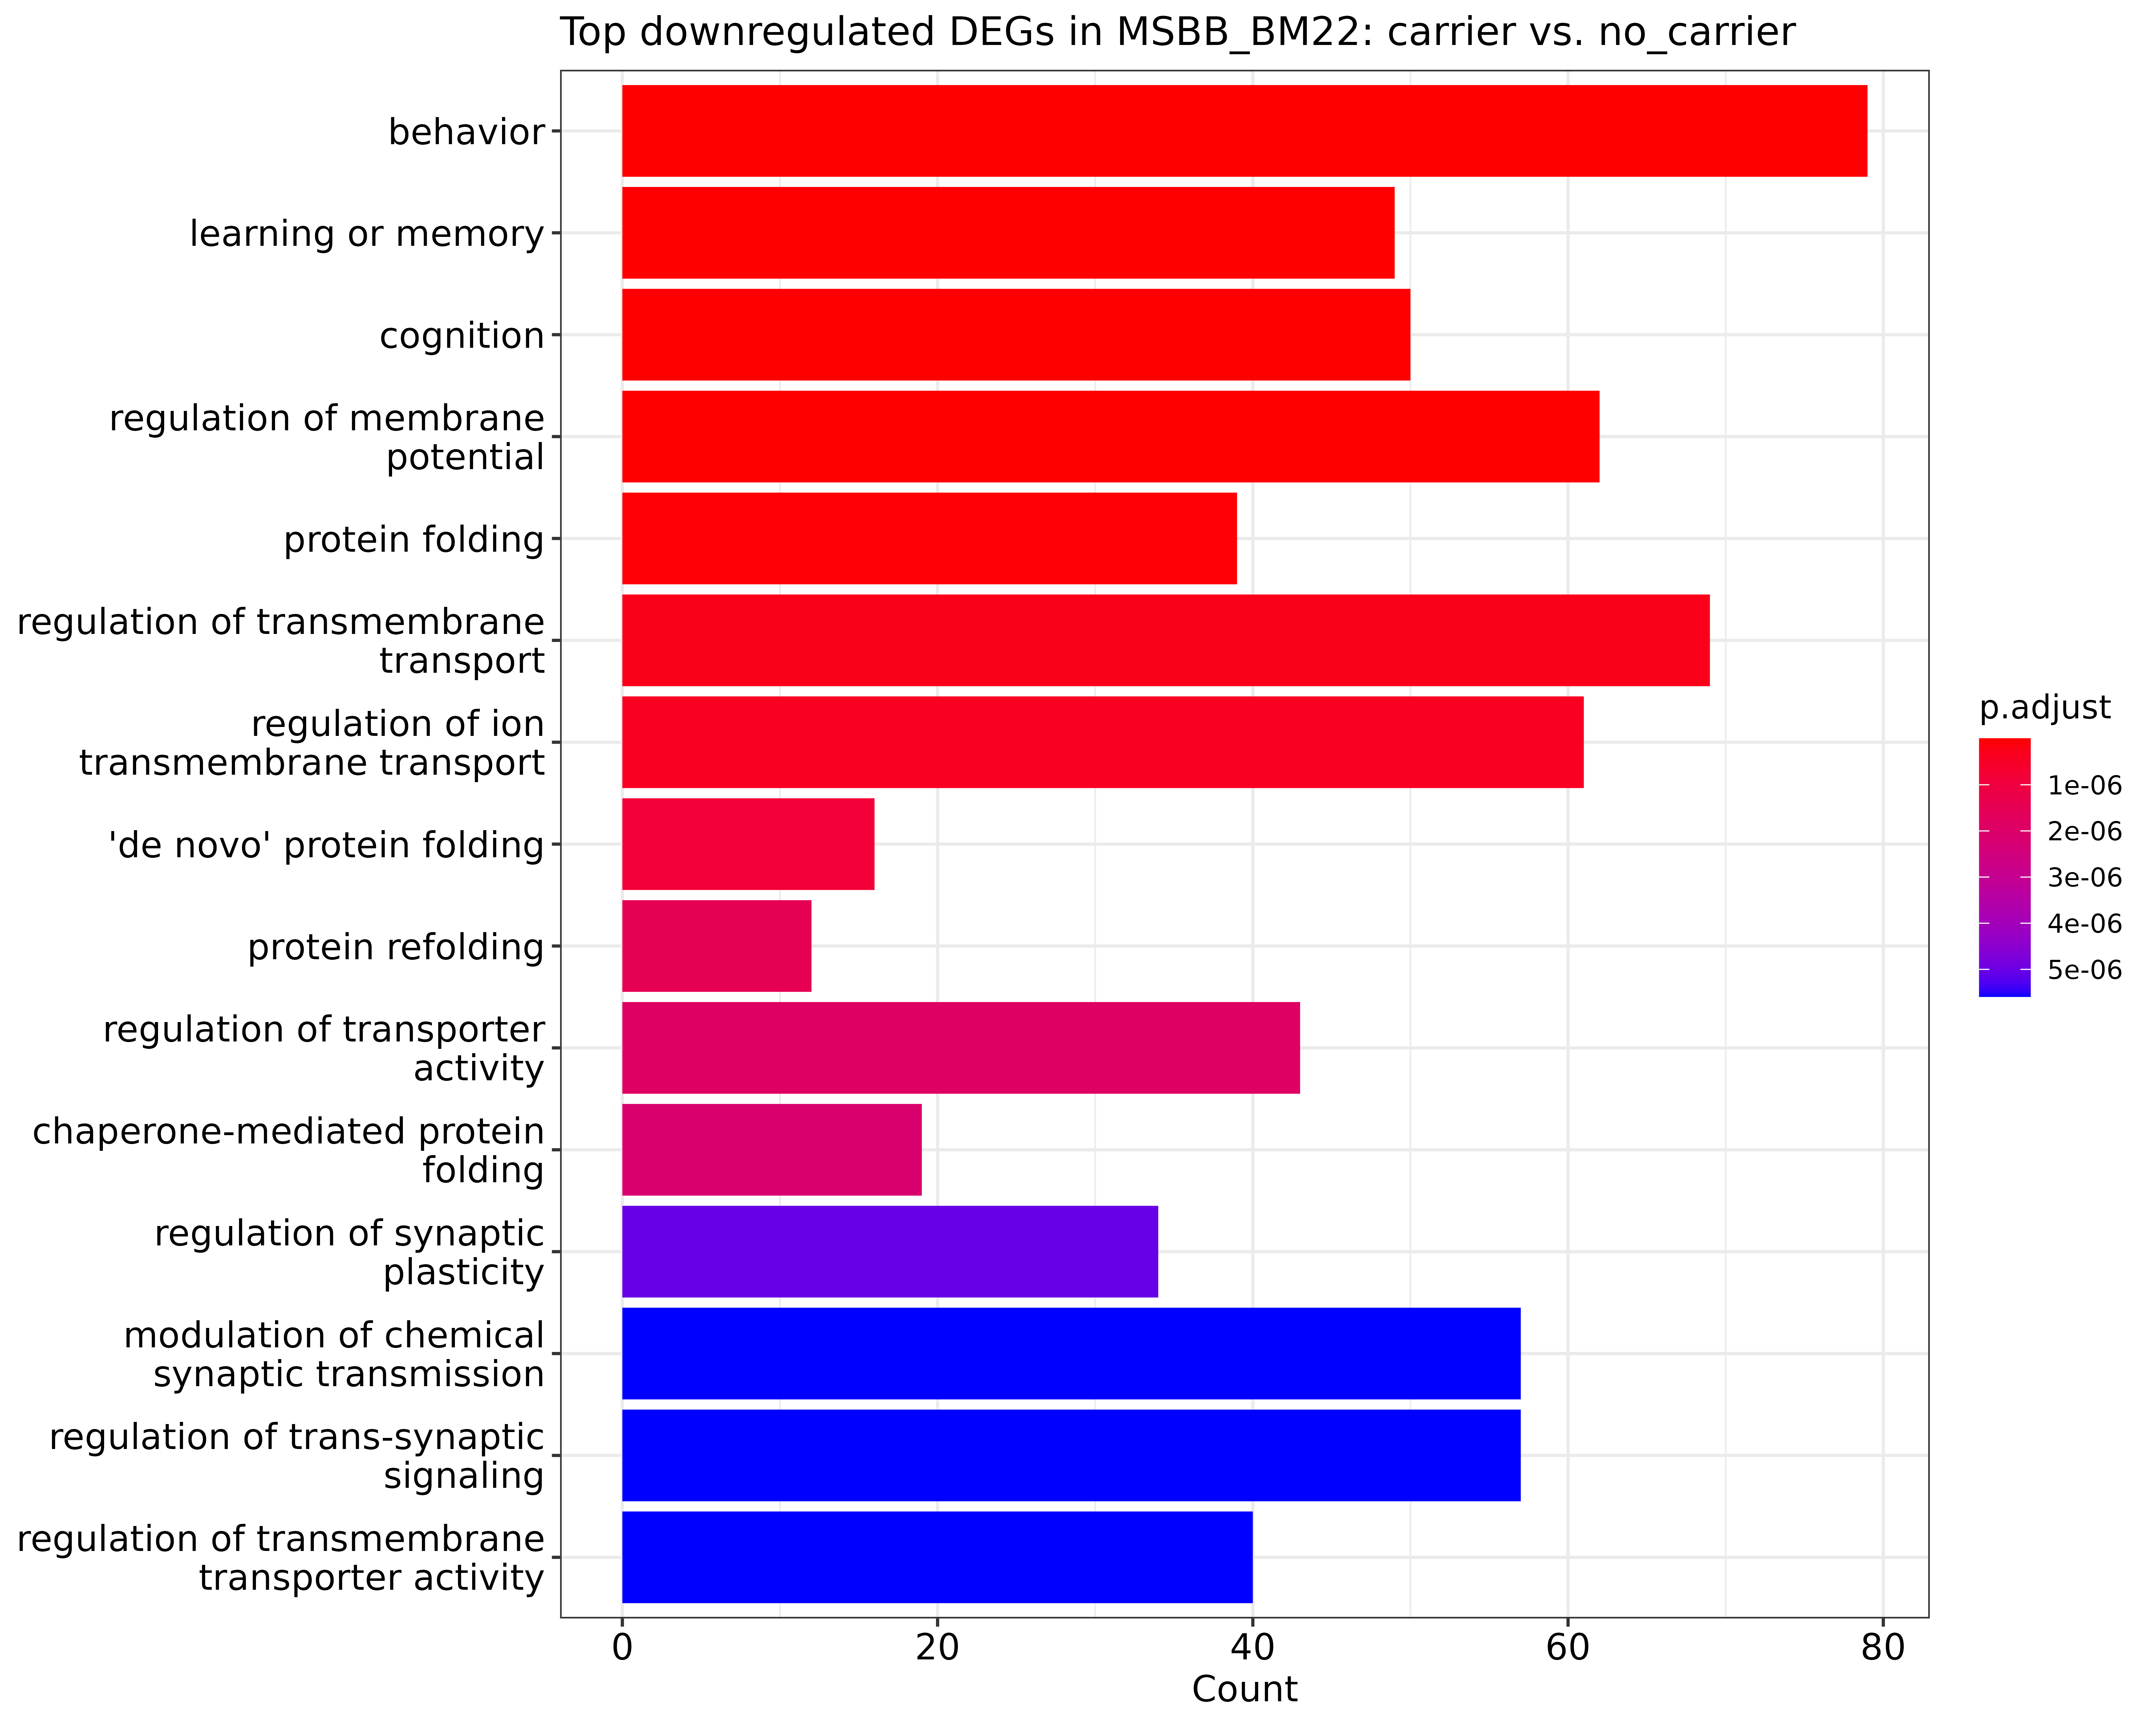 Top downregulated DEGs in MSBB_BM22: carrier vs. no_carrier
behavior
learning or memory
cognition
regulation of membrane
potential
protein folding
regulation of transmembrane
transport
regulation of ion
transmembrane transport
'de novo' protein folding
protein refolding
regulation of transporter
activity
chaperone-mediated protein
folding
regulation of synaptic
plasticity
modulation of chemical
synaptic transmission
regulation of trans-synaptic
signaling
regulation of transmembrane
transporter activity
0 20 40 60 80
Count
p.adjust
1e-06
2e-06
3e-06
4e-06
5e-06